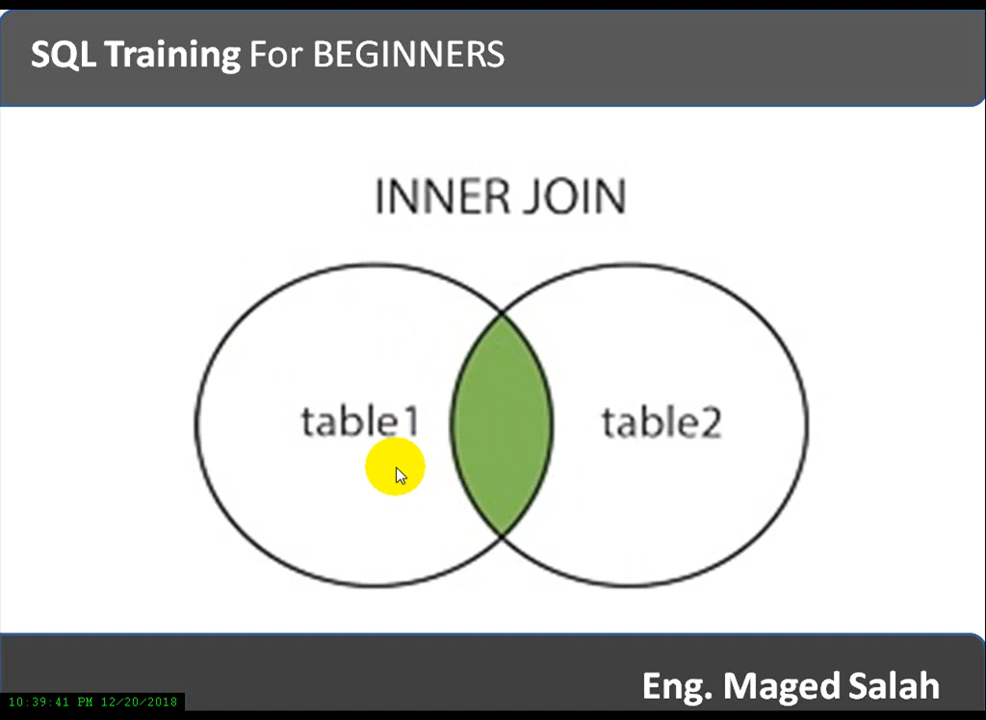 SQL Training For BEGINNERS
INNER JOIN
table1
table2
Eng. Maged Salah
10:39:41 PM 12/20/2018